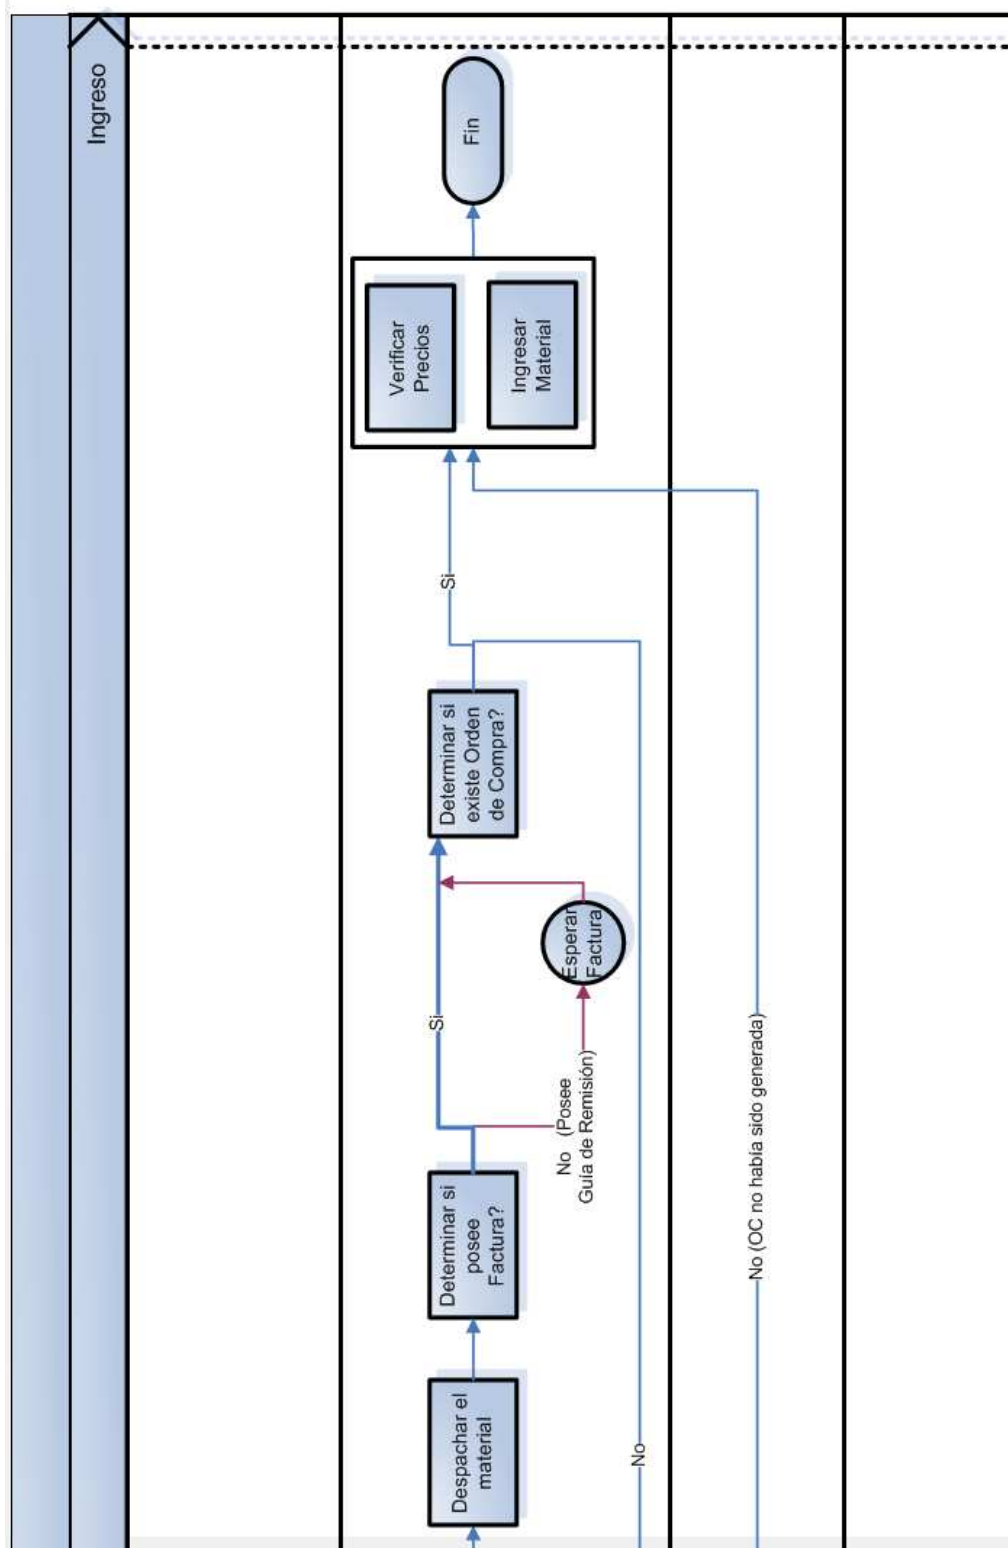 Ingreso
Despachar el
material
Determinar si
posee
Factura?
Si
No (Posee
Guía de Remisión)
Esperar
Factura
Determinar si
existe Orden
de Compra?
Si
No
No (OC no había sido generada)
Verificar
Precios
Ingresar
Material
Fin